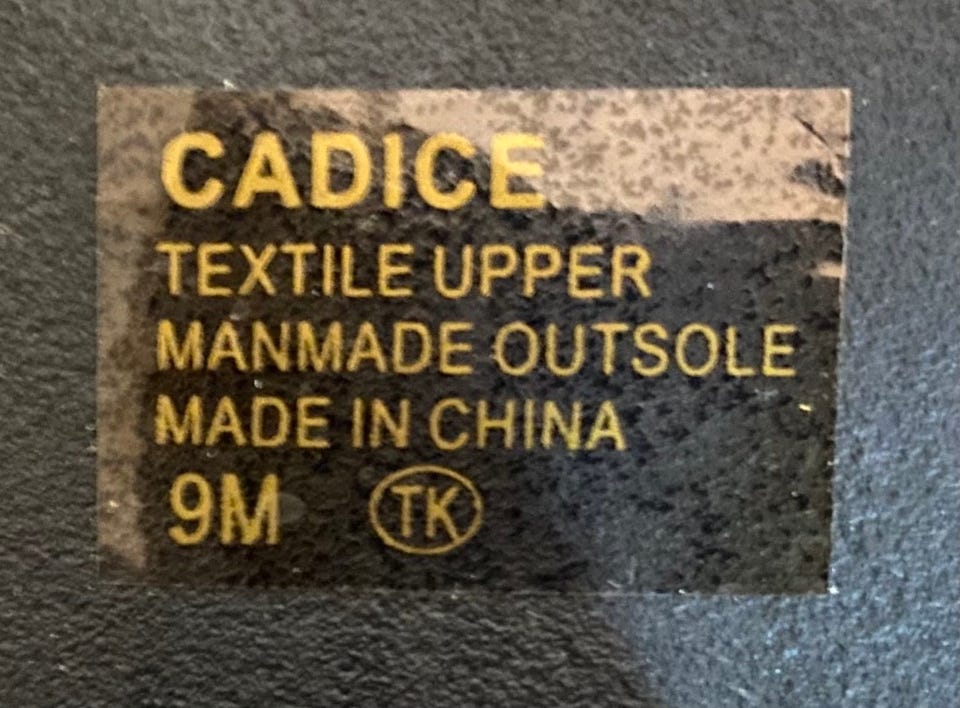 CADICE
TEXTILE UPPER
MANMADE OUTSOLE
MADE IN CHINA
9M TK